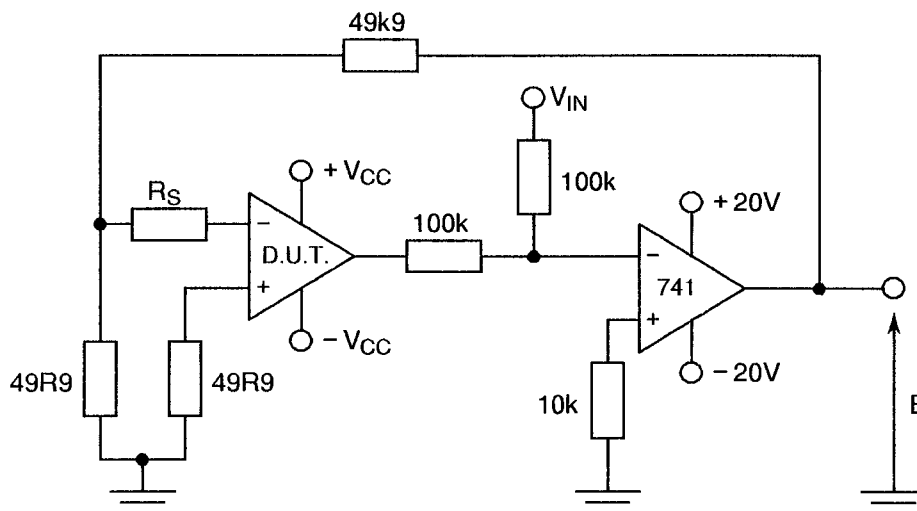 49k9
V_IN
R_S
+ V_CC
100k
100k
+ 20V
−
D.U.T.
+
−
741
+
− V_CC
− 20V
49R9
49R9
10k
E